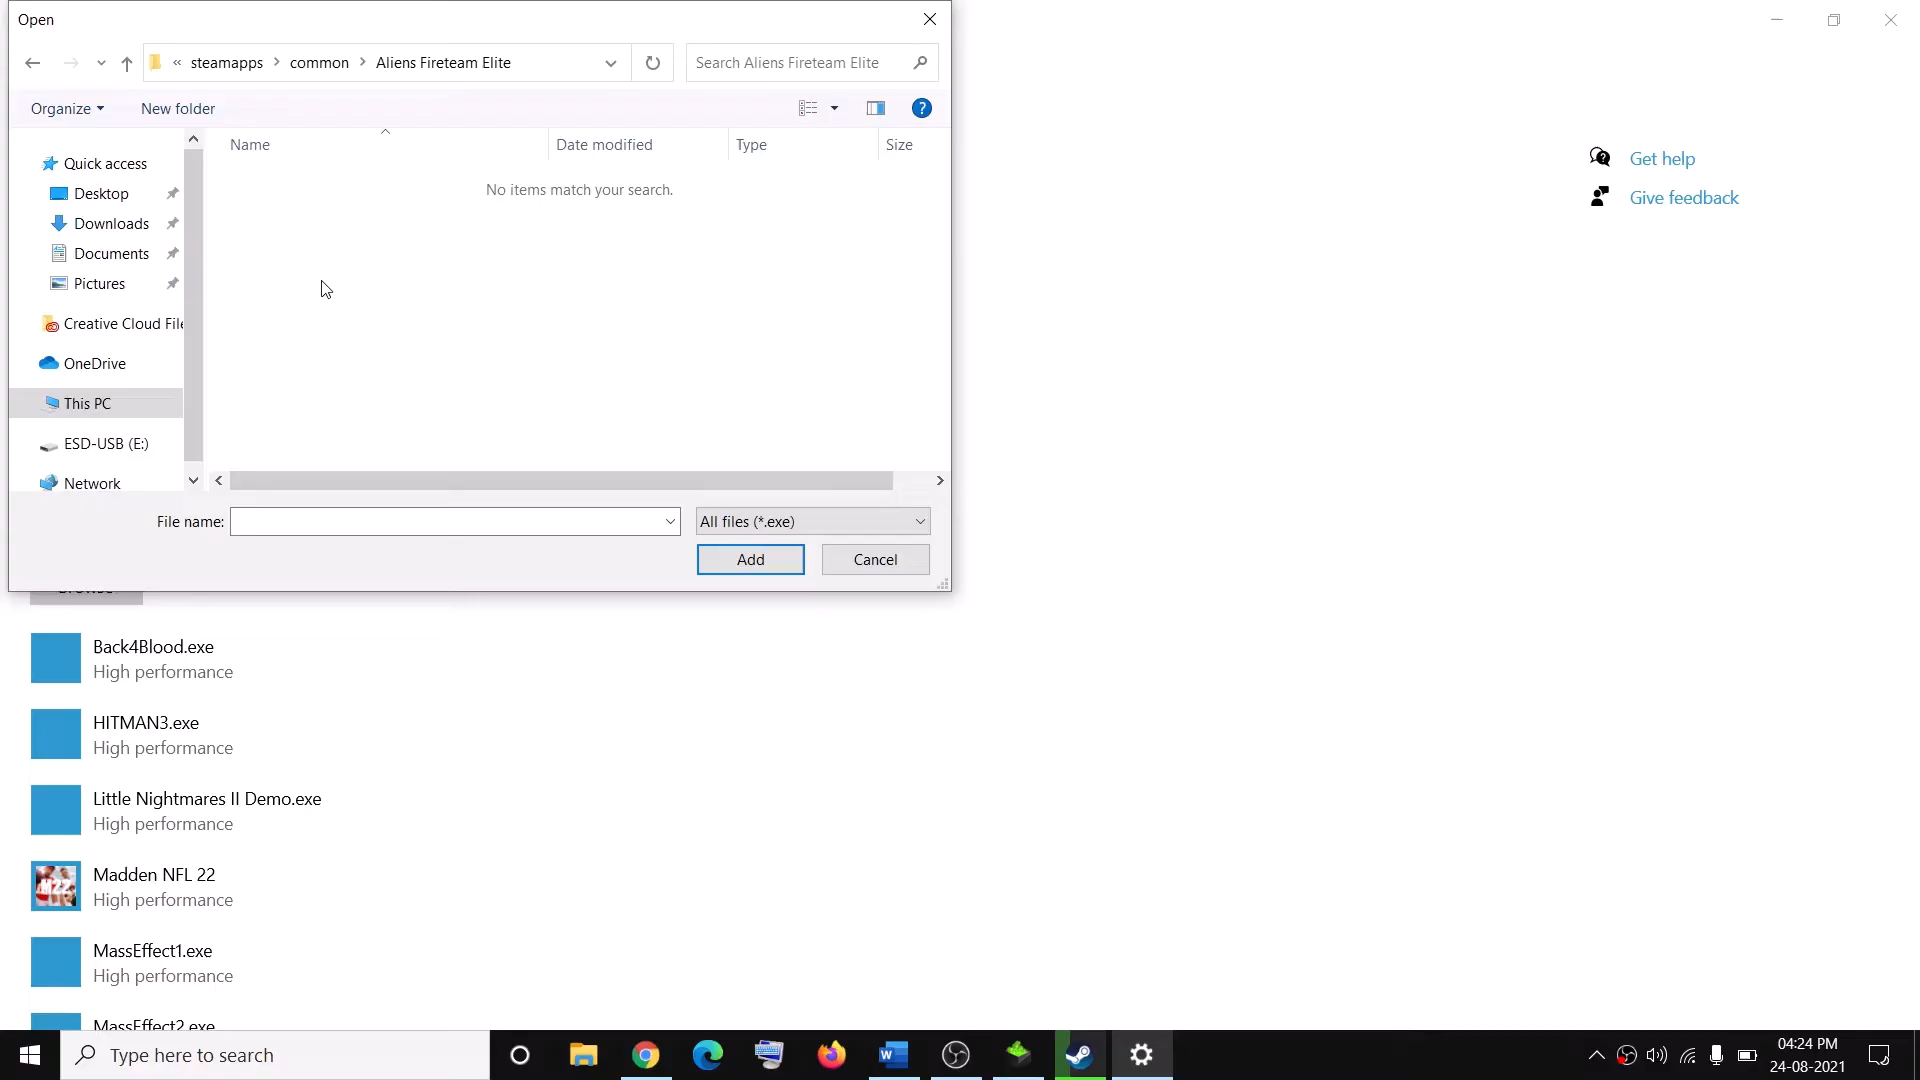 Open
« steamapps > common > Aliens Fireteam Elite
Search Aliens Fireteam Elite
Organize
New folder
Name
Date modified
Type
Size
No items match your search.
Quick access
Desktop
Downloads
Documents
Pictures
Creative Cloud File
OneDrive
This PC
ESD-USB (E:)
Network
File name:
All files (*.exe)
Add
Cancel
Get help
Give feedback
Back4Blood.exe
High performance
HITMAN3.exe
High performance
Little Nightmares II Demo.exe
High performance
Madden NFL 22
High performance
MassEffect1.exe
High performance
MassEffect2.exe
Type here to search
04:24 PM
24-08-2021